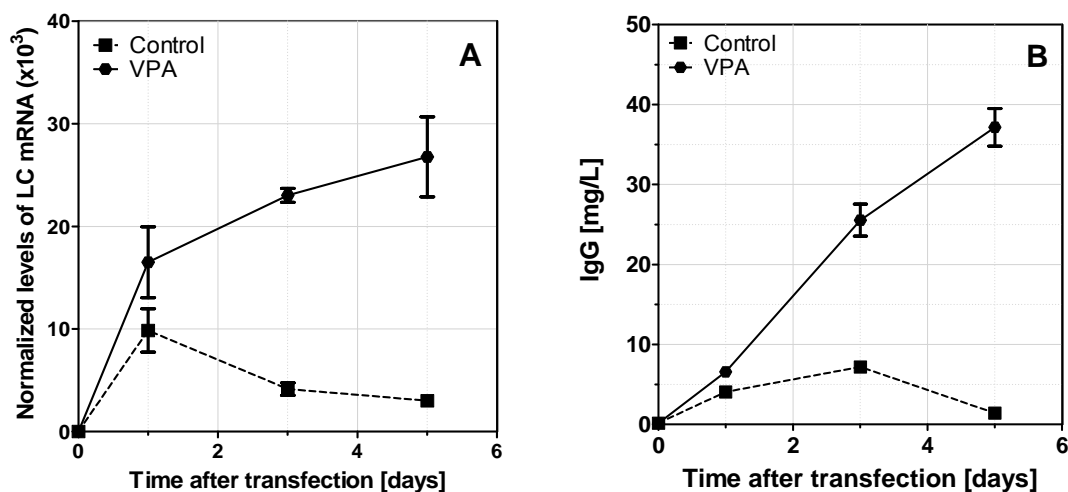 A
Control
VPA
Normalized levels of LC mRNA (x10³)
40
30
20
10
0
0
2
4
6
Time after transfection [days]
B
Control
VPA
IgG [mg/L]
50
40
30
20
10
0
0
2
4
6
Time after transfection [days]